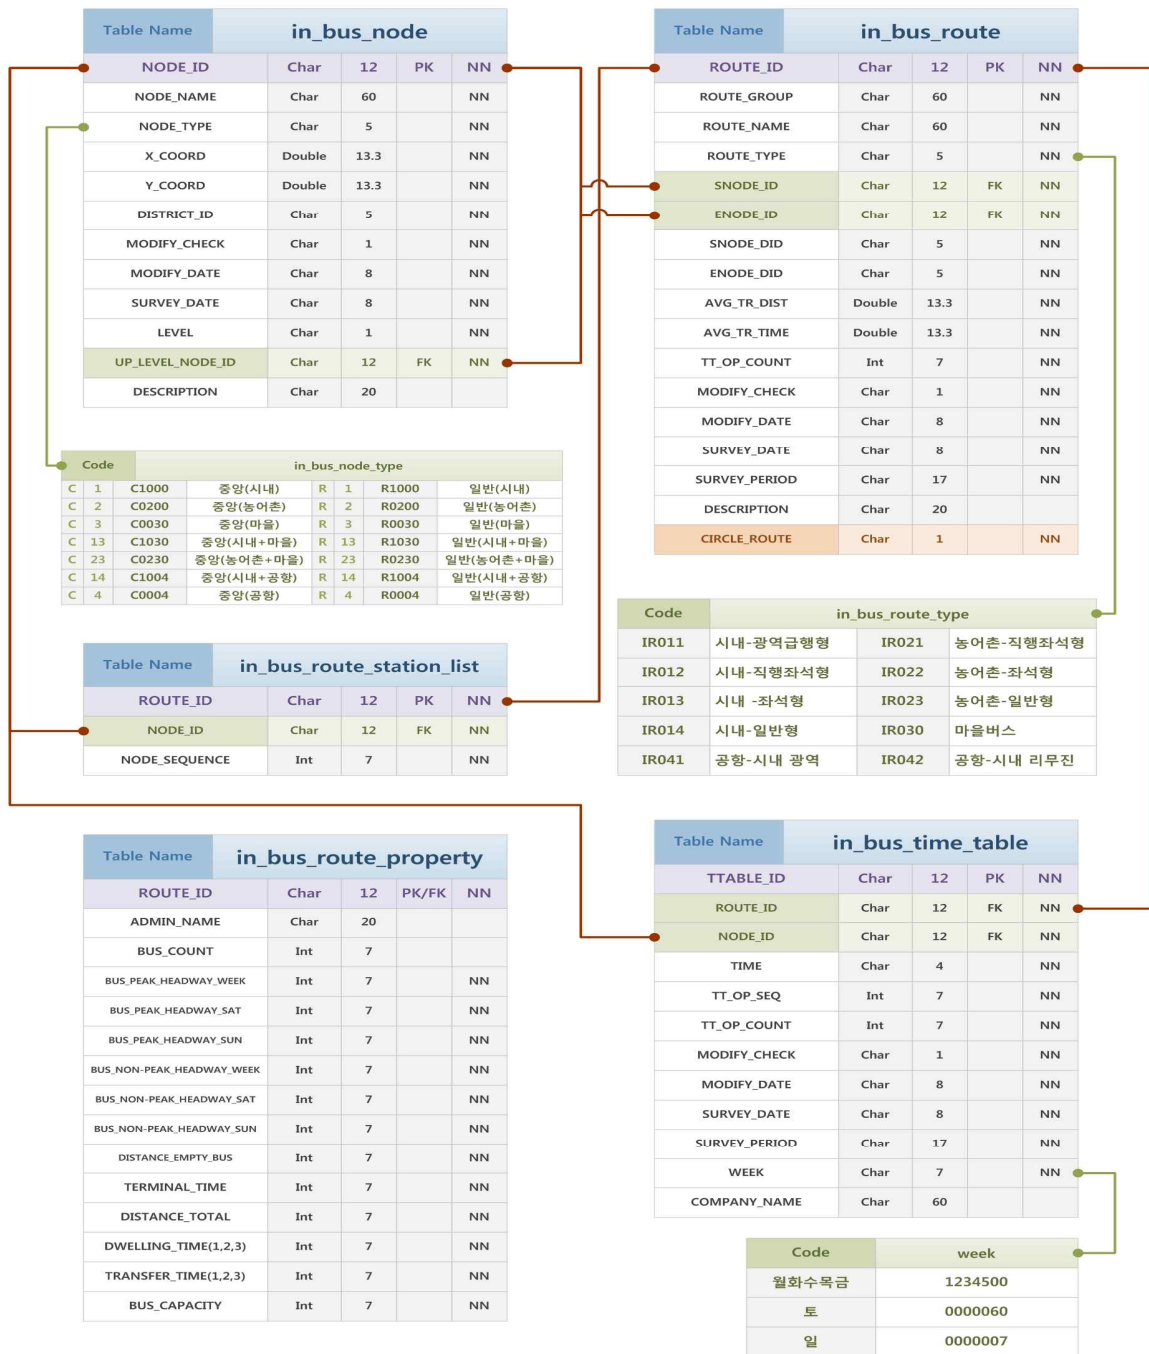 Table Name in_bus_node
NODE_ID Char 12 PK NN
NODE_NAME Char 60 NN
NODE_TYPE Char 5 NN
X_COORD Double 13.3 NN
Y_COORD Double 13.3 NN
DISTRICT_ID Char 5 NN
MODIFY_CHECK Char 1 NN
MODIFY_DATE Char 8 NN
SURVEY_DATE Char 8 NN
LEVEL Char 1 NN
UP_LEVEL_NODE_ID Char 12 FK NN
DESCRIPTION Char 20
Code in_bus_node_type
C 1 C1000 중앙(시내) R 1 R1000 일반(시내)
C 2 C0200 중앙(농어촌) R 2 R0200 일반(농어촌)
C 3 C0030 중앙(마을) R 3 R0030 일반(마을)
C 13 C1030 중앙(시내+마을) R 13 R1030 일반(시내+마을)
C 23 C0230 중앙(농어촌+마을) R 23 R0230 일반(농어촌+마을)
C 14 C1004 중앙(시내+공항) R 14 R1004 일반(시내+공항)
C 4 C0004 중앙(공항) R 4 R0004 일반(공항)
Table Name in_bus_route_station_list
ROUTE_ID Char 12 PK NN
NODE_ID Char 12 FK NN
NODE_SEQUENCE Int 7 NN
Table Name in_bus_route_property
ROUTE_ID Char 12 PK/FK NN
ADMIN_NAME Char 20
BUS_COUNT Int 7
BUS_PEAK_HEADWAY_WEEK Int 7 NN
BUS_PEAK_HEADWAY_SAT Int 7 NN
BUS_PEAK_HEADWAY_SUN Int 7 NN
BUS_NON-PEAK_HEADWAY_WEEK Int 7 NN
BUS_NON-PEAK_HEADWAY_SAT Int 7 NN
BUS_NON-PEAK_HEADWAY_SUN Int 7 NN
DISTANCE_EMPTY_BUS Int 7 NN
TERMINAL_TIME Int 7 NN
DISTANCE_TOTAL Int 7 NN
DWELLING_TIME(1,2,3) Int 7 NN
TRANSFER_TIME(1,2,3) Int 7 NN
BUS_CAPACITY Int 7 NN
Table Name in_bus_route
ROUTE_ID Char 12 PK NN
ROUTE_GROUP Char 60 NN
ROUTE_NAME Char 60 NN
ROUTE_TYPE Char 5 NN
SNODE_ID Char 12 FK NN
ENODE_ID Char 12 FK NN
SNODE_DID Char 5 NN
ENODE_DID Char 5 NN
AVG_TR_DIST Double 13.3 NN
AVG_TR_TIME Double 13.3 NN
TT_OP_COUNT Int 7 NN
MODIFY_CHECK Char 1 NN
MODIFY_DATE Char 8 NN
SURVEY_DATE Char 8 NN
SURVEY_PERIOD Char 17 NN
DESCRIPTION Char 20
CIRCLE_ROUTE Char 1 NN
Code in_bus_route_type
IR011 시내-광역급행형 IR021 농어촌-직행좌석형
IR012 시내-직행좌석형 IR022 농어촌-좌석형
IR013 시내 -좌석형 IR023 농어촌-일반형
IR014 시내-일반형 IR030 마을버스
IR041 공항-시내 광역 IR042 공항-시내 리무진
Table Name in_bus_time_table
TTABLE_ID Char 12 PK NN
ROUTE_ID Char 12 FK NN
NODE_ID Char 12 FK NN
TIME Char 4 NN
TT_OP_SEQ Int 7 NN
TT_OP_COUNT Int 7 NN
MODIFY_CHECK Char 1 NN
MODIFY_DATE Char 8 NN
SURVEY_DATE Char 8 NN
SURVEY_PERIOD Char 17 NN
WEEK Char 7 NN
COMPANY_NAME Char 60
Code week
월화수목금 1234500
토 0000060
일 0000007